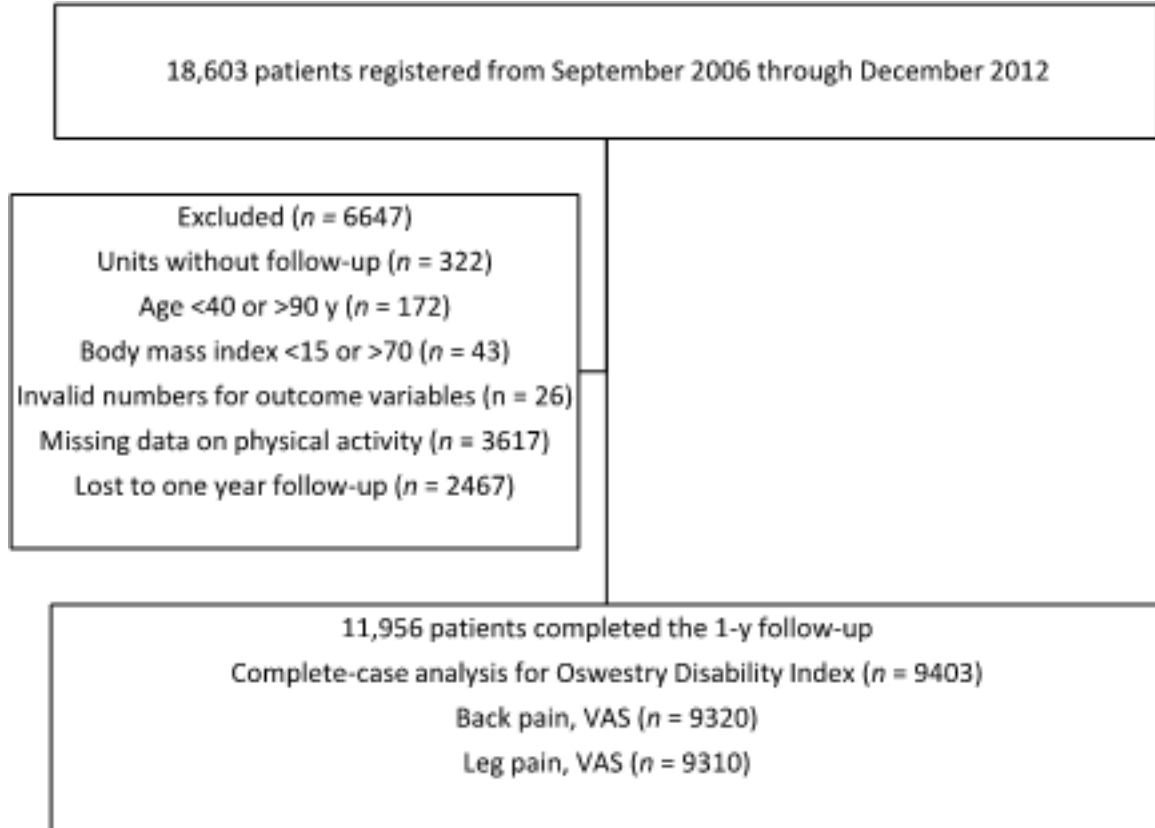 18,603 patients registered from September 2006 through December 2012
Excluded (n = 6647)
Units without follow-up (n = 322)
Age <40 or >90 y (n = 172)
Body mass index <15 or >70 (n = 43)
Invalid numbers for outcome variables (n = 26)
Missing data on physical activity (n = 3617)
Lost to one year follow-up (n = 2467)
11,956 patients completed the 1-y follow-up
Complete-case analysis for Oswestry Disability Index (n = 9403)
Back pain, VAS (n = 9320)
Leg pain, VAS (n = 9310)